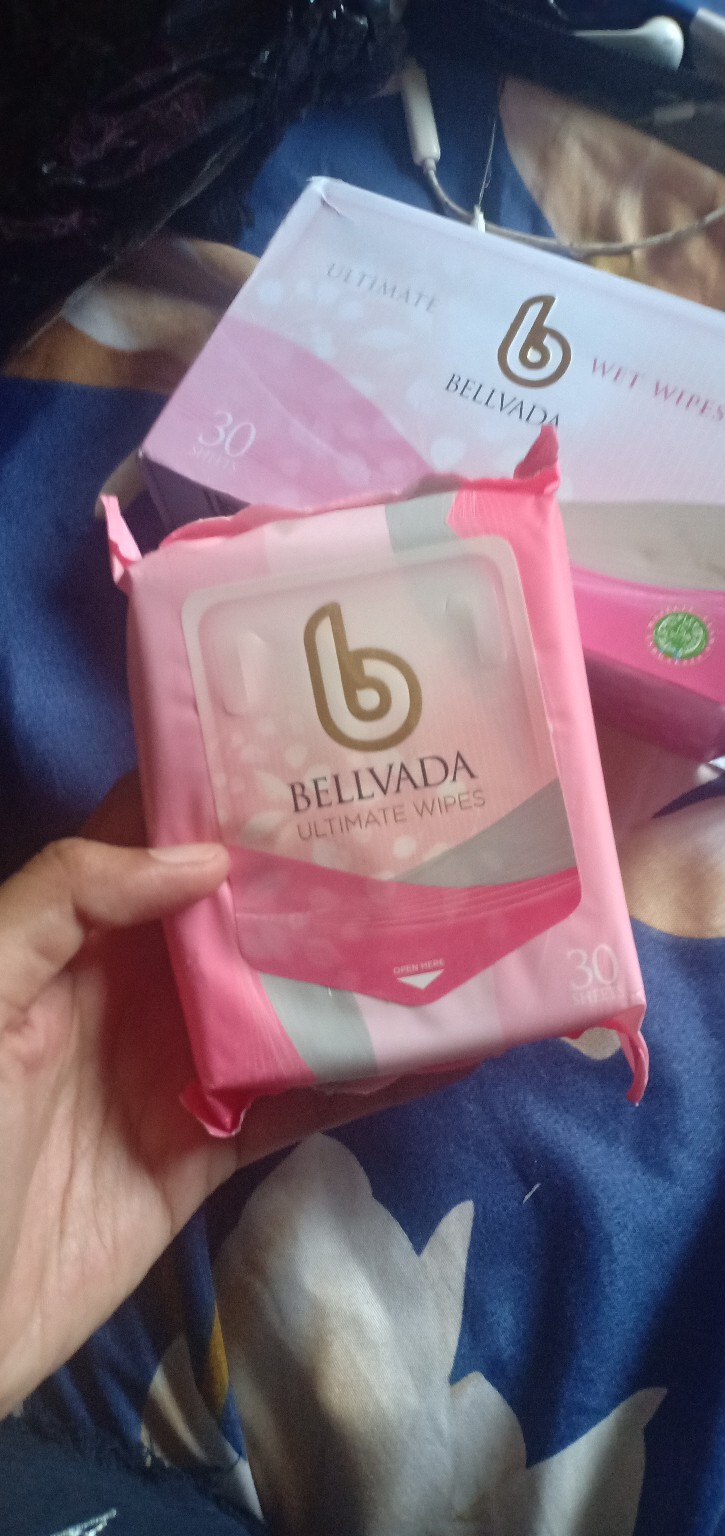 ULTIMATE
BELLVADA
WET WIPES
30
SHEETS
BELLVADA
ULTIMATE WIPES
OPEN HERE
30
SHEETS